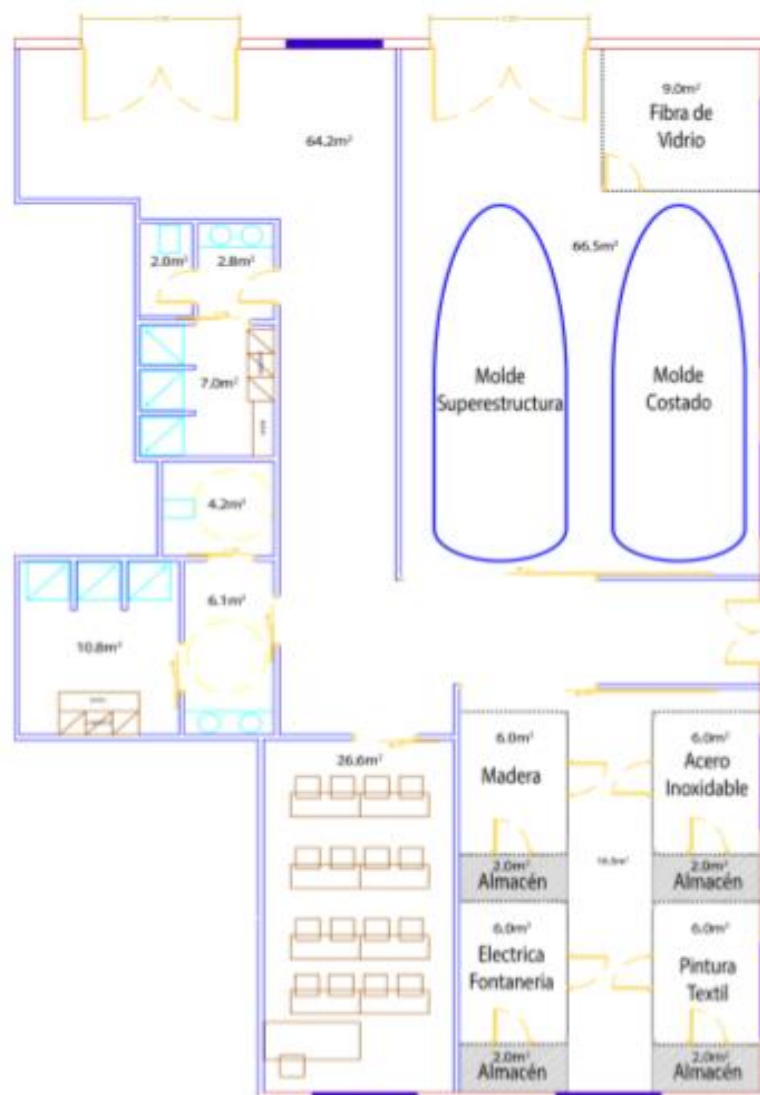 9.0m²
Fibra de
Vidrio
64.2m²
66.5m²
2.0m²
2.8m²
7.0m²
Molde
Superestructura
Molde
Costado
4.2m²
6.1m²
10.8m²
26.6m²
6.0m²
Madera
6.0m²
Acero
Inoxidable
2.0m²
Almacén
2.0m²
Almacén
6.0m²
Electrica
Fontaneria
6.0m²
Pintura
Textil
2.0m²
Almacén
2.0m²
Almacén